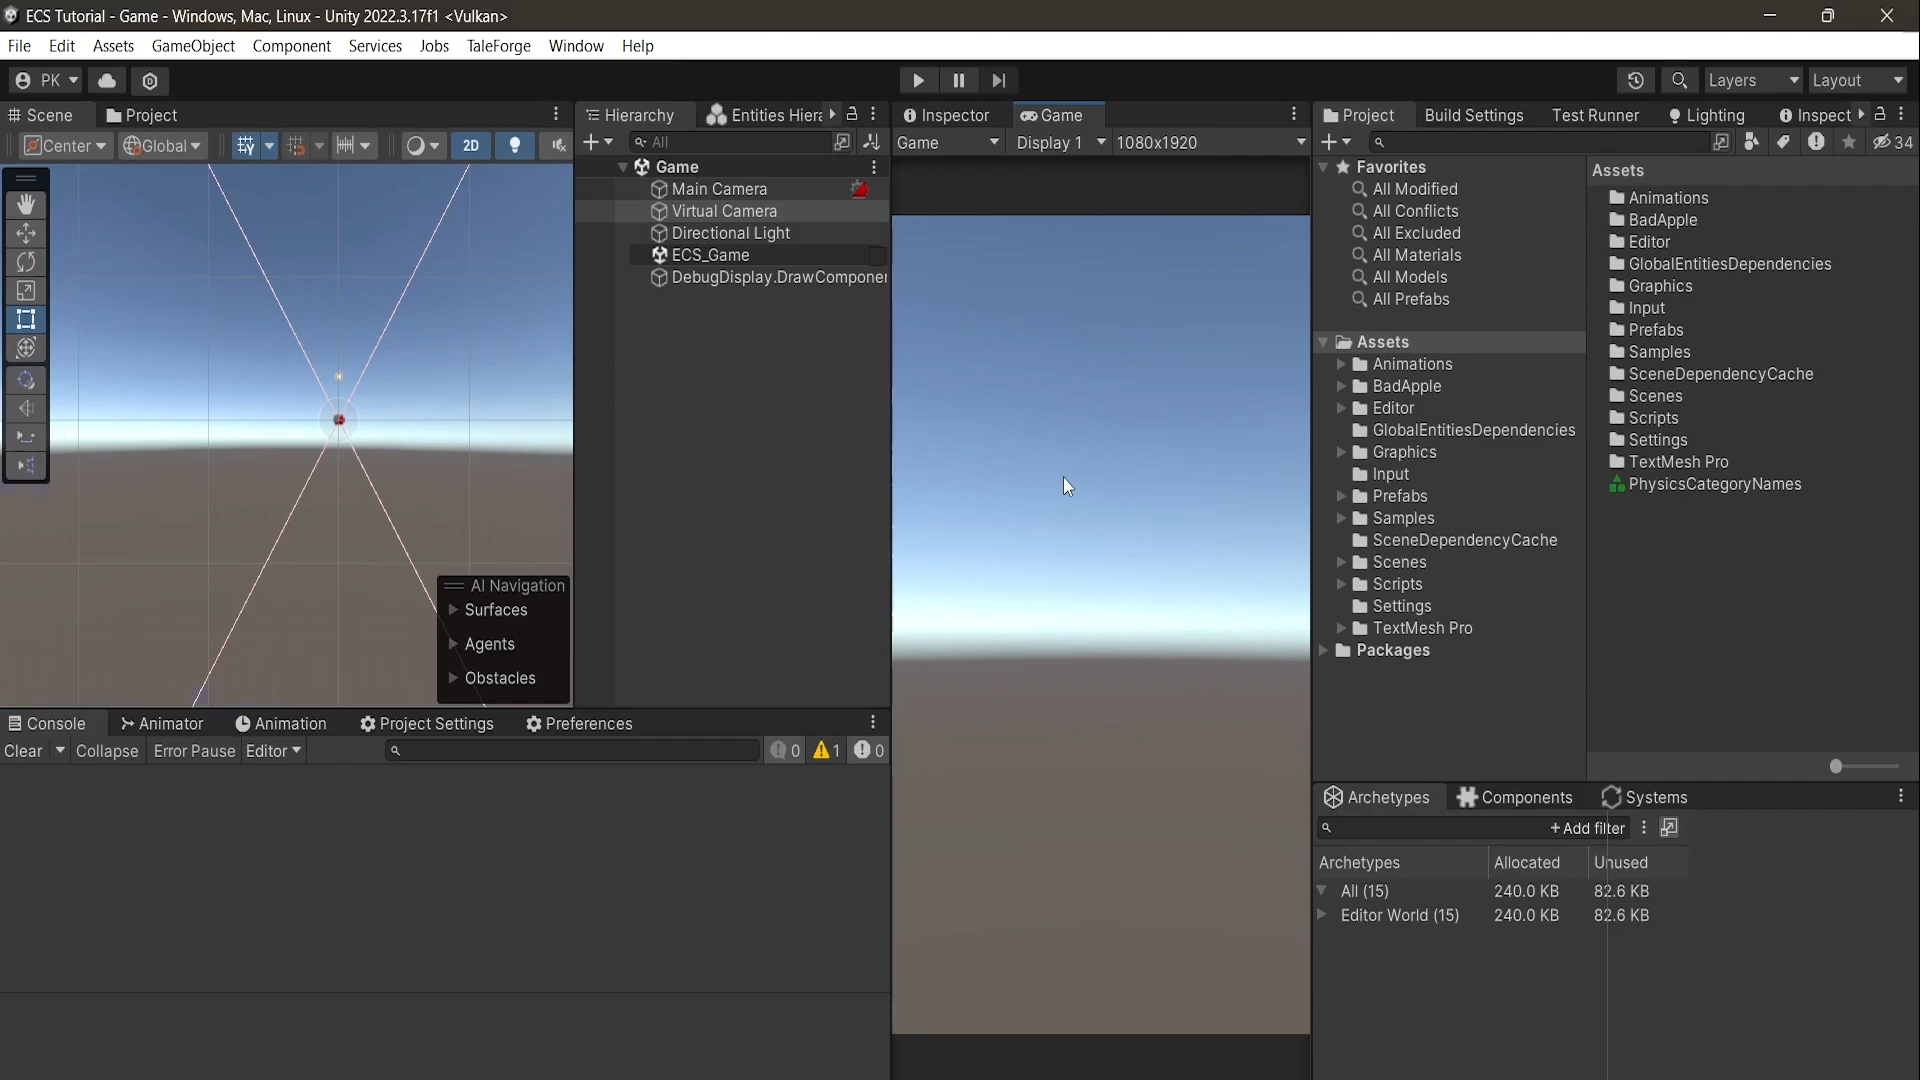 ECS Tutorial - Game - Windows, Mac, Linux - Unity 2022.3.17f1 <Vulkan>
File Edit Assets GameObject Component Services Jobs TaleForge Window Help
PK Layers Layout
Scene Project
Center Global 2D
AI Navigation
Surfaces
Agents
Obstacles
Hierarchy Entities Hiera
All
Game
Main Camera
Virtual Camera
Directional Light
ECS_Game
DebugDisplay.DrawComponen
Inspector Game
Game Display 1 1080x1920
Project Build Settings Test Runner Lighting Inspect
34
Favorites
All Modified
All Conflicts
All Excluded
All Materials
All Models
All Prefabs
Assets
Animations
BadApple
Editor
GlobalEntitiesDependencies
Graphics
Input
Prefabs
Samples
SceneDependencyCache
Scenes
Scripts
Settings
TextMesh Pro
Packages
Assets
Animations
BadApple
Editor
GlobalEntitiesDependencies
Graphics
Input
Prefabs
Samples
SceneDependencyCache
Scenes
Scripts
Settings
TextMesh Pro
PhysicsCategoryNames
Console Animator Animation Project Settings Preferences
Clear Collapse Error Pause Editor 0 1 0
Archetypes Components Systems
+ Add filter
Archetypes Allocated Unused
All (15) 240.0 KB 82.6 KB
Editor World (15) 240.0 KB 82.6 KB